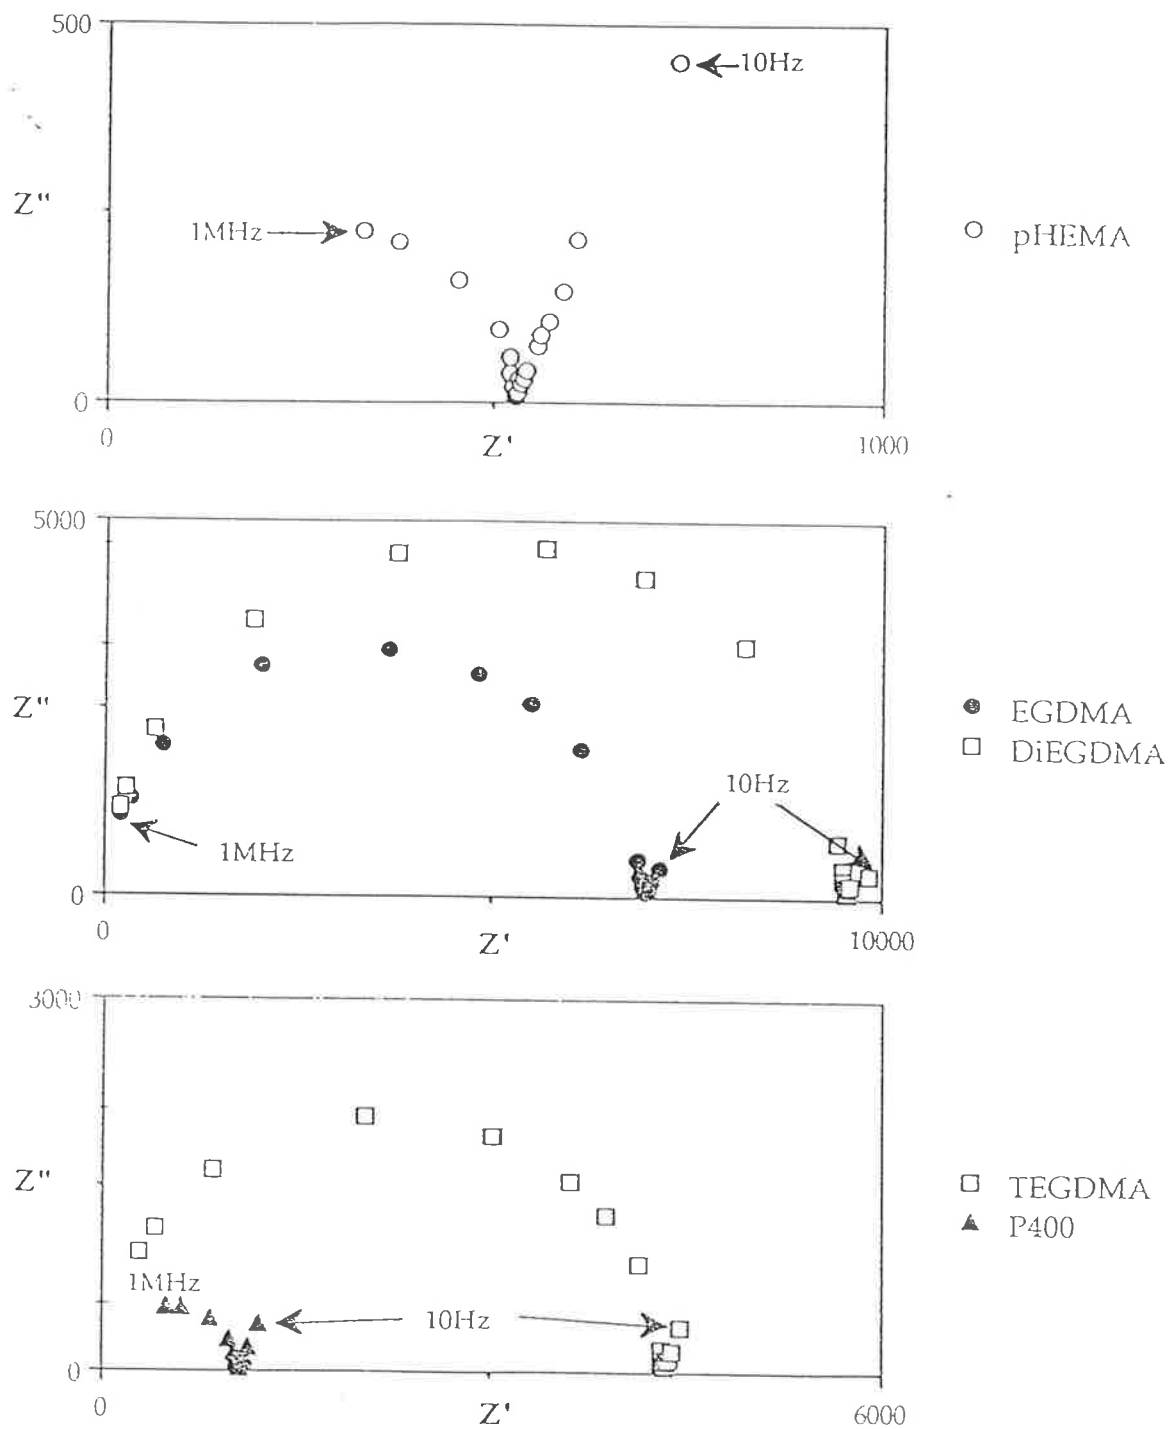 500
10Hz
Z"
1MHz
pHEMA
0
0
Z'
1000
5000
Z"
EGDMA
DiEGDMA
10Hz
1MHz
0
0
Z'
10000
3000
Z"
TEGDMA
P400
1MHz
10Hz
0
0
Z'
6000